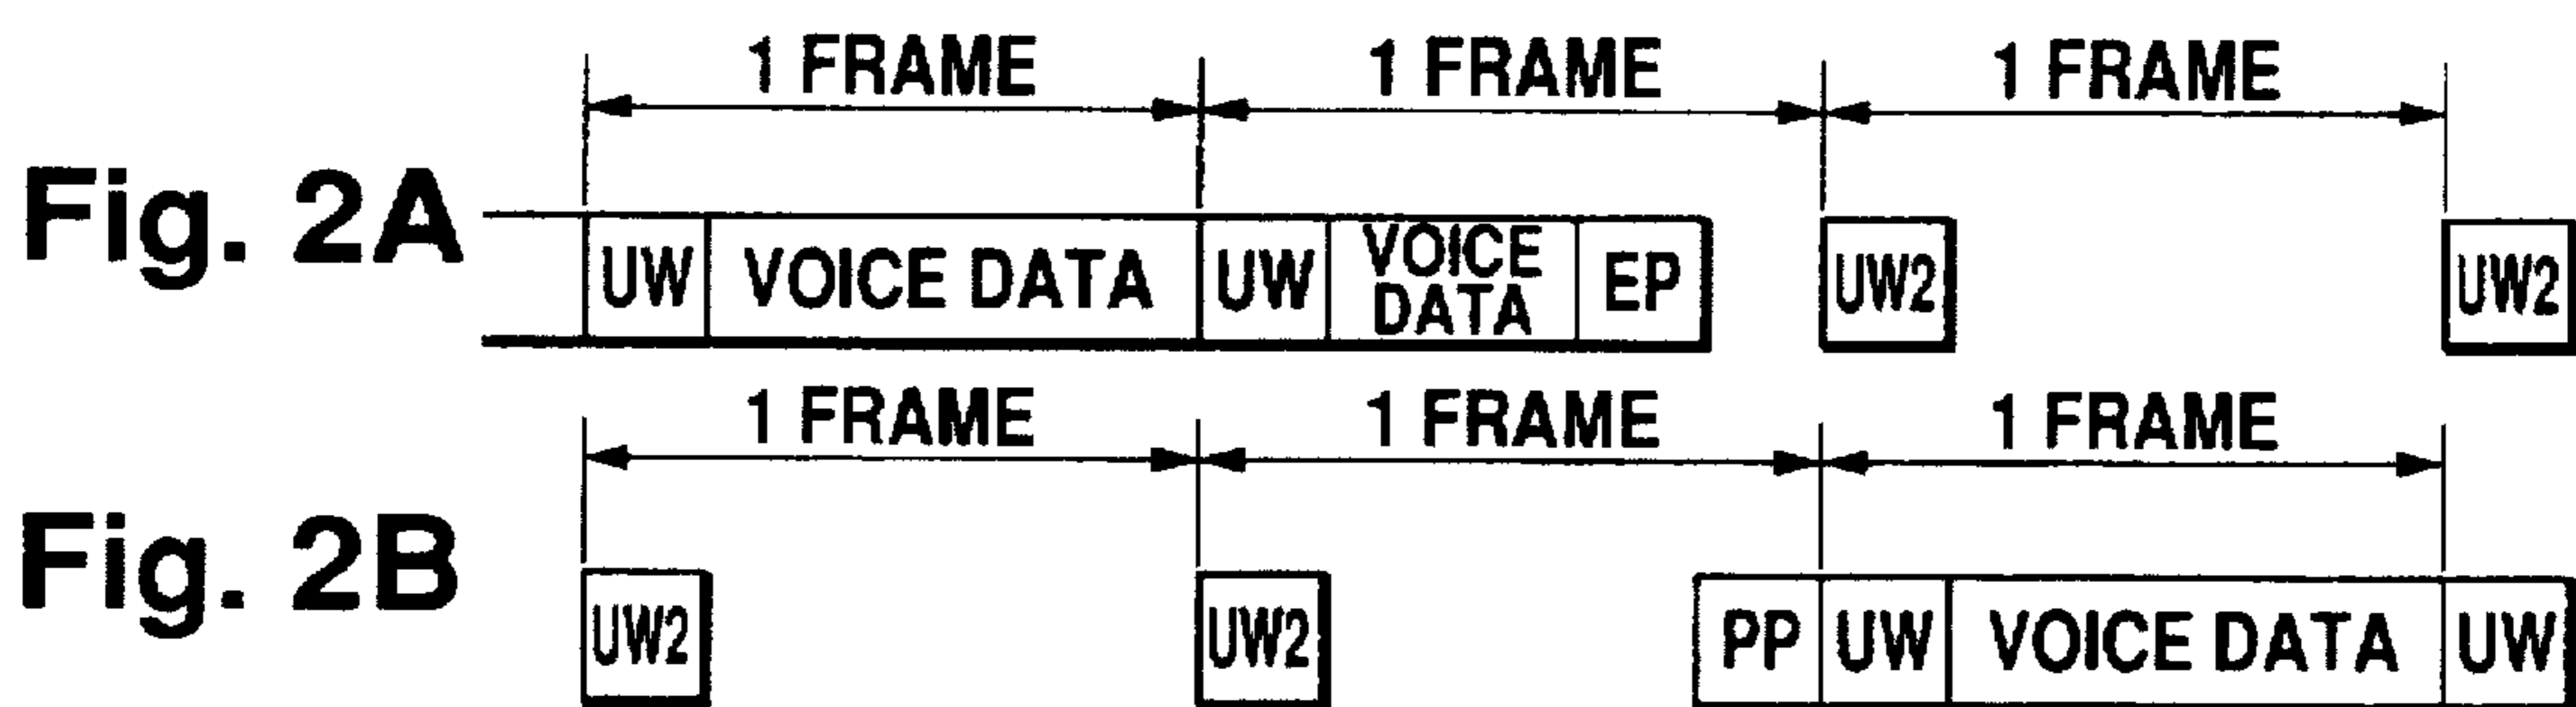 1 FRAME 1 FRAME 1 FRAME
Fig. 2A
UW VOICE DATA UW VOICE DATA EP UW2 UW2
1 FRAME 1 FRAME 1 FRAME
Fig. 2B
UW2 UW2 PP UW VOICE DATA UW